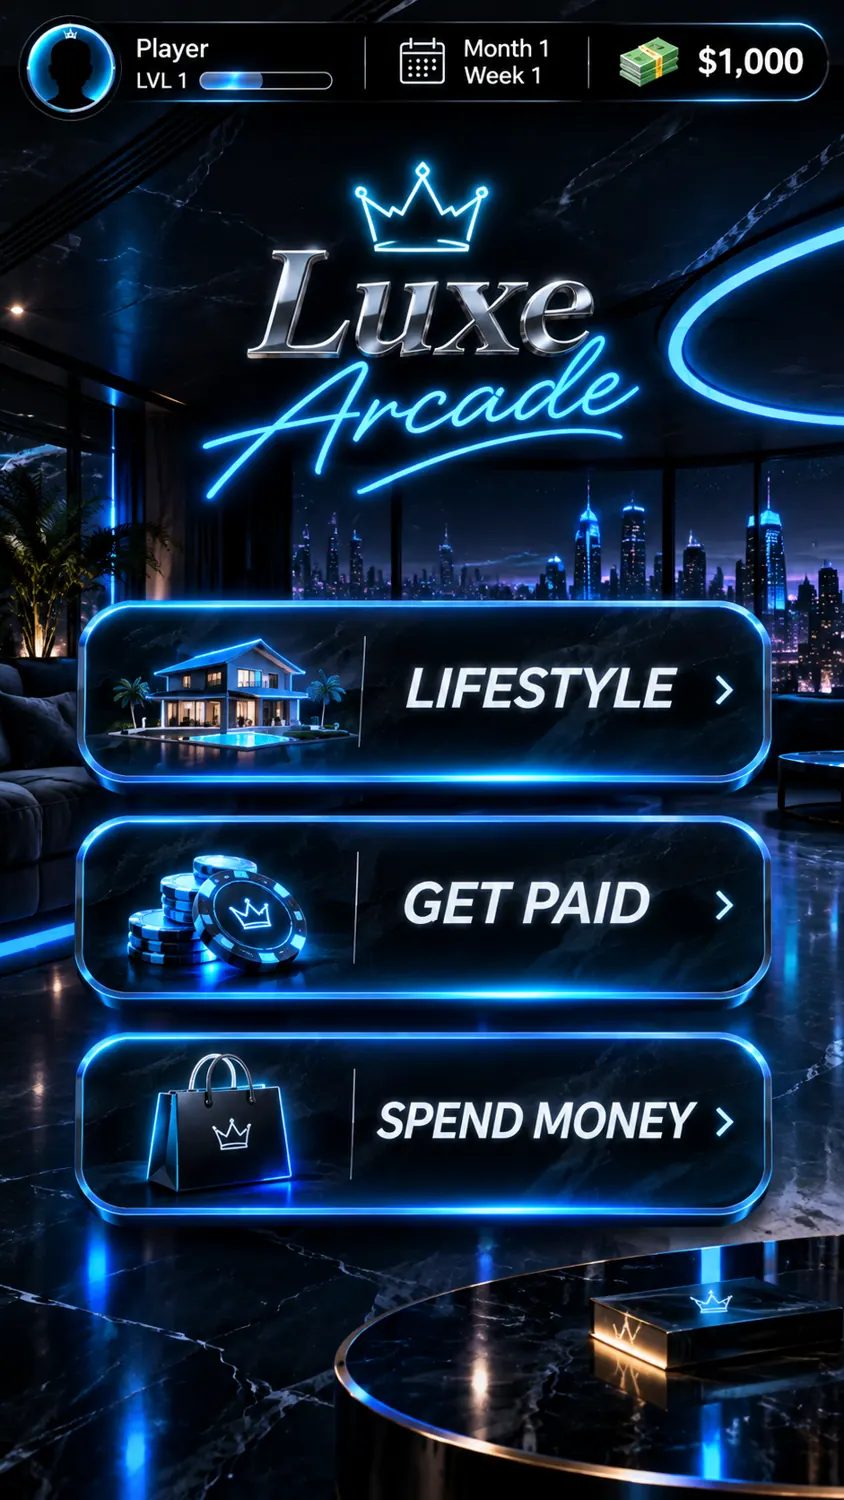 Player
LVL 1
Month 1
Week 1
$1,000
Luxe
Arcade
LIFESTYLE
GET PAID
SPEND MONEY